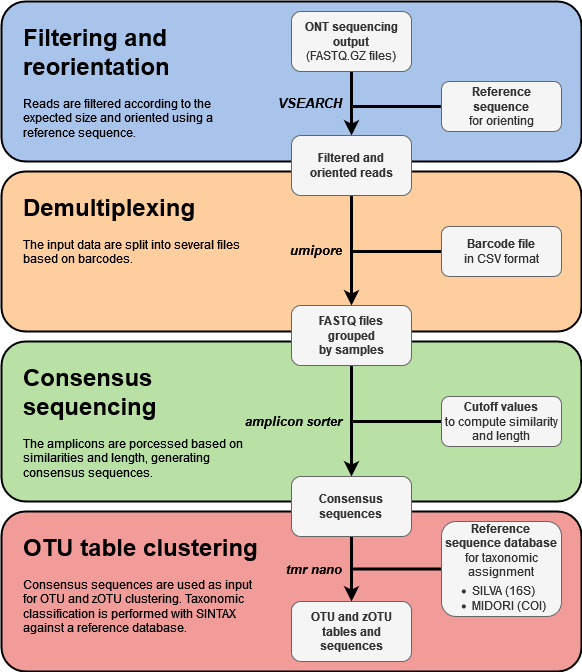 Filtering and
reorientation
Reads are filtered according to the
expected size and oriented using a
reference sequence.
ONT sequencing
output
(FASTQ.GZ files)
VSEARCH
Reference
sequence
for orienting
Filtered and
oriented reads
Demultiplexing
The input data are split into several files
based on barcodes.
umipore
Barcode file
in CSV format
FASTQ files
grouped
by samples
Consensus
sequencing
The amplicons are porcessed based on
similarities and length, generating
consensus sequences.
amplicon sorter
Cutoff values
to compute similarity
and length
Consensus
sequences
OTU table clustering
Consensus sequences are used as input
for OTU and zOTU clustering. Taxonomic
classification is performed with SINTAX
against a reference database.
tmr nano
Reference
sequence database
for taxonomic
assignment
• SILVA (16S)
• MIDORI (COI)
OTU and zOTU
tables and
sequences